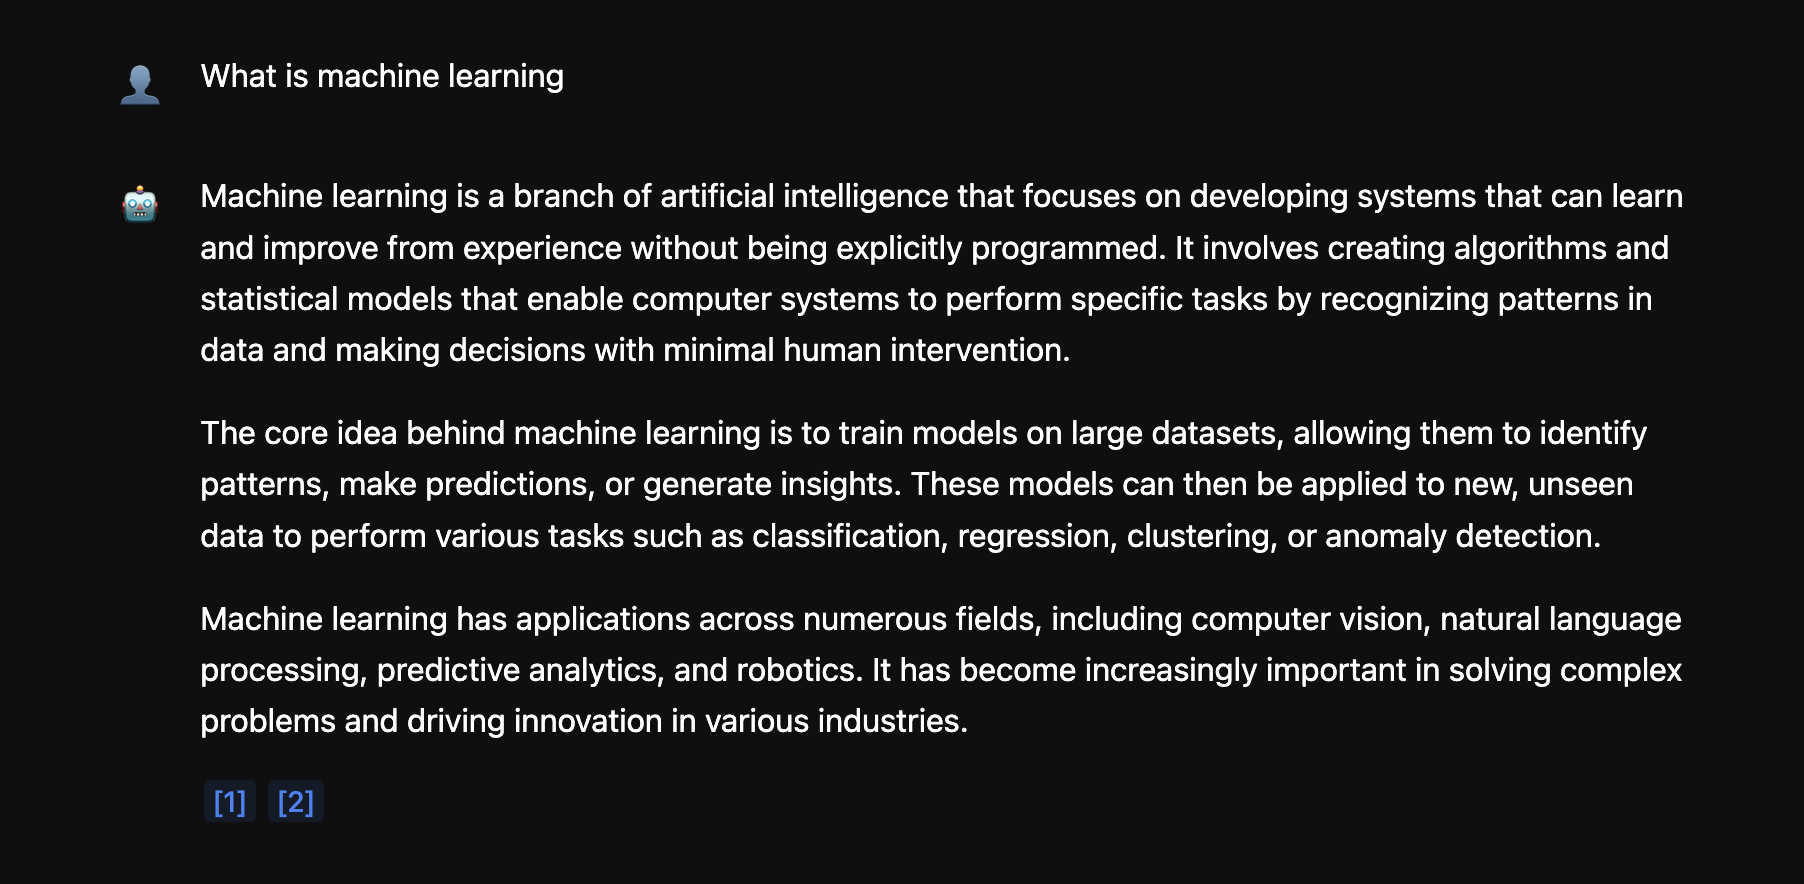 What is machine learning
Machine learning is a branch of artificial intelligence that focuses on developing systems that can learn
and improve from experience without being explicitly programmed. It involves creating algorithms and
statistical models that enable computer systems to perform specific tasks by recognizing patterns in
data and making decisions with minimal human intervention.
The core idea behind machine learning is to train models on large datasets, allowing them to identify
patterns, make predictions, or generate insights. These models can then be applied to new, unseen
data to perform various tasks such as classification, regression, clustering, or anomaly detection.
Machine learning has applications across numerous fields, including computer vision, natural language
processing, predictive analytics, and robotics. It has become increasingly important in solving complex
problems and driving innovation in various industries.
[1] [2]